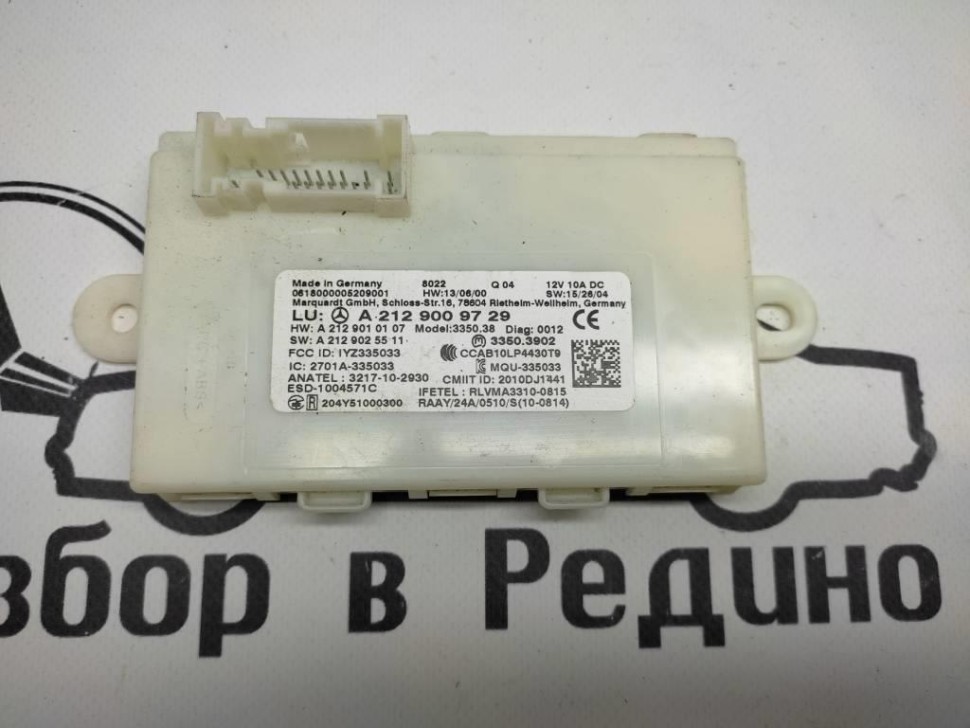 Made in Germany 8022 Q 04 12V 10A DC
0618000005209001 HW:13/06/00 SW:15/26/04
Marquardt GmbH, Schloss-Str.16, 78604 Rietheim-Weilheim, Germany
LU: A 212 900 97 29 CE
HW: A 212 901 01 07 Model:3350.38 Diag: 0012
SW: A 212 902 55 11 3350.3902
FCC ID: IYZ335033 CCAB10LP4430T9
IC: 2701A-335033 MQU-335033
ANATEL : 3217-10-2930 CMIIT ID: 2010DJ1441
ESD-1004571C IFETEL : RLVMA3310-0815
R 204Y51000300 RAAY/24A/0510/S(10-0814)
збор в Редино